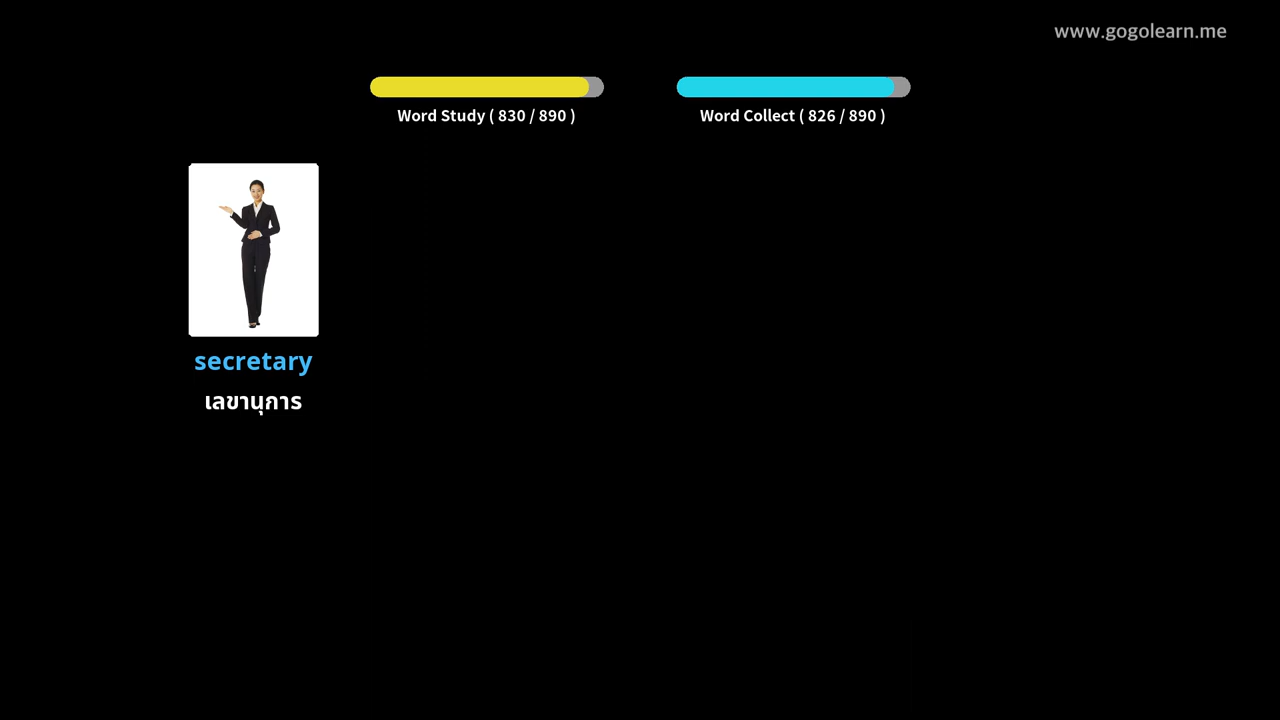 www.gogolearn.me
Word Study ( 830 / 890 )
Word Collect ( 826 / 890 )
secretary
เลขานุการ